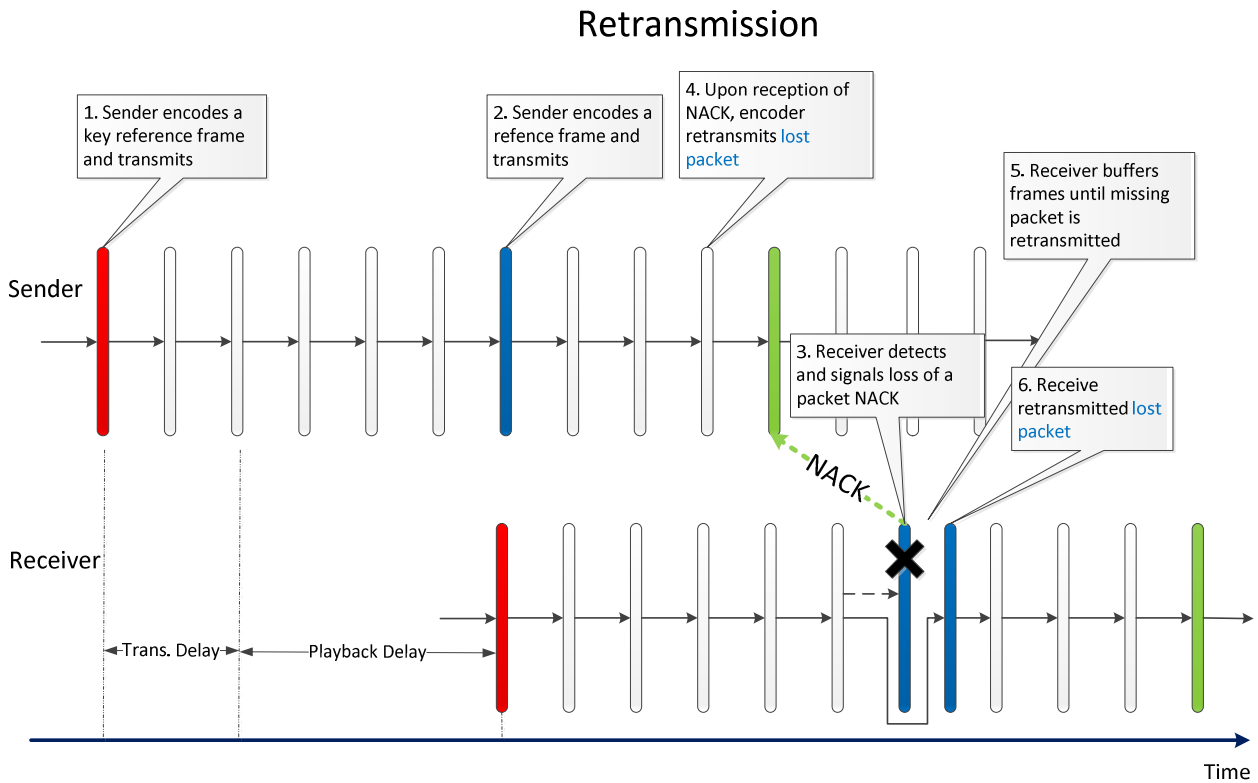 Retransmission
1. Sender encodes a
key reference frame
and transmits
2. Sender encodes a
refence frame and
transmits
4. Upon reception of
NACK, encoder
retransmits lost
packet
5. Receiver buffers
frames until missing
packet is
retransmitted
Sender
3. Receiver detects
and signals loss of a
packet NACK
6. Receive
retransmitted lost
packet
NACK
Receiver
Trans. Delay
Playback Delay
Time